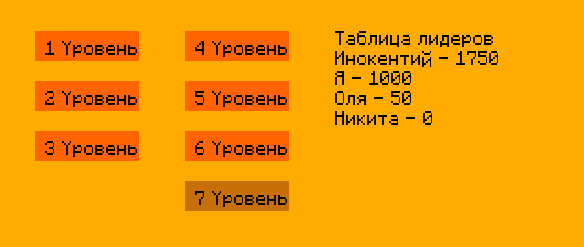 1 Уровень
2 Уровень
3 Уровень
4 Уровень
5 Уровень
6 Уровень
7 Уровень
Таблица лидеров
Инокентий - 1750
Я - 1000
Оля - 50
Никита - 0